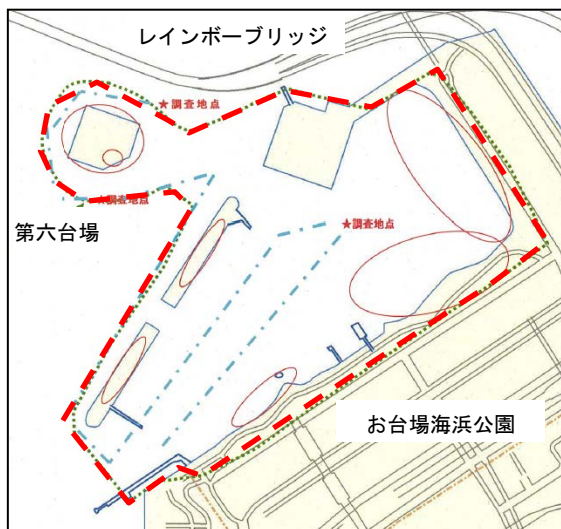 レインボーブリッジ
★調査地点
★調査地点
第六台場
★調査地点
お台場海浜公園